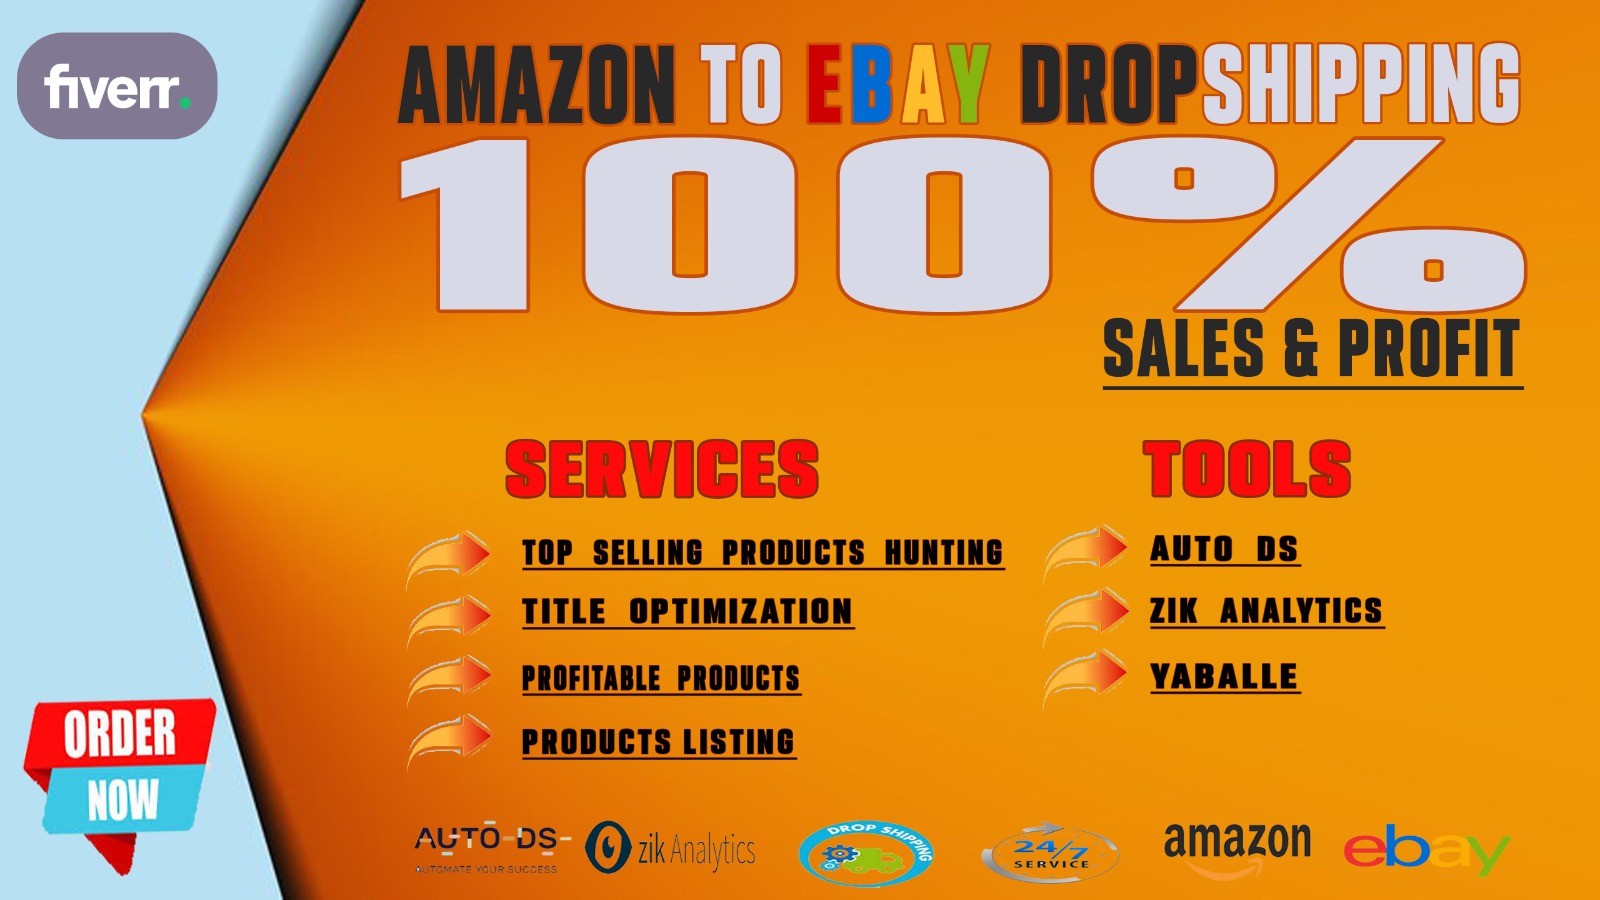 fiverr.
AMAZON TO EBAY DROPSHIPPING
100%
SALES & PROFIT
SERVICES
TOP SELLING PRODUCTS HUNTING
TITLE OPTIMIZATION
PROFITABLE PRODUCTS
PRODUCTS LISTING
TOOLS
AUTO DS
ZIK ANALYTICS
YABALLE
ORDER
NOW
AUTO DS
AUTOMATE YOUR SUCCESS
zik Analytics
DROP SHIPPING
24/7
SERVICE
amazon
ebay